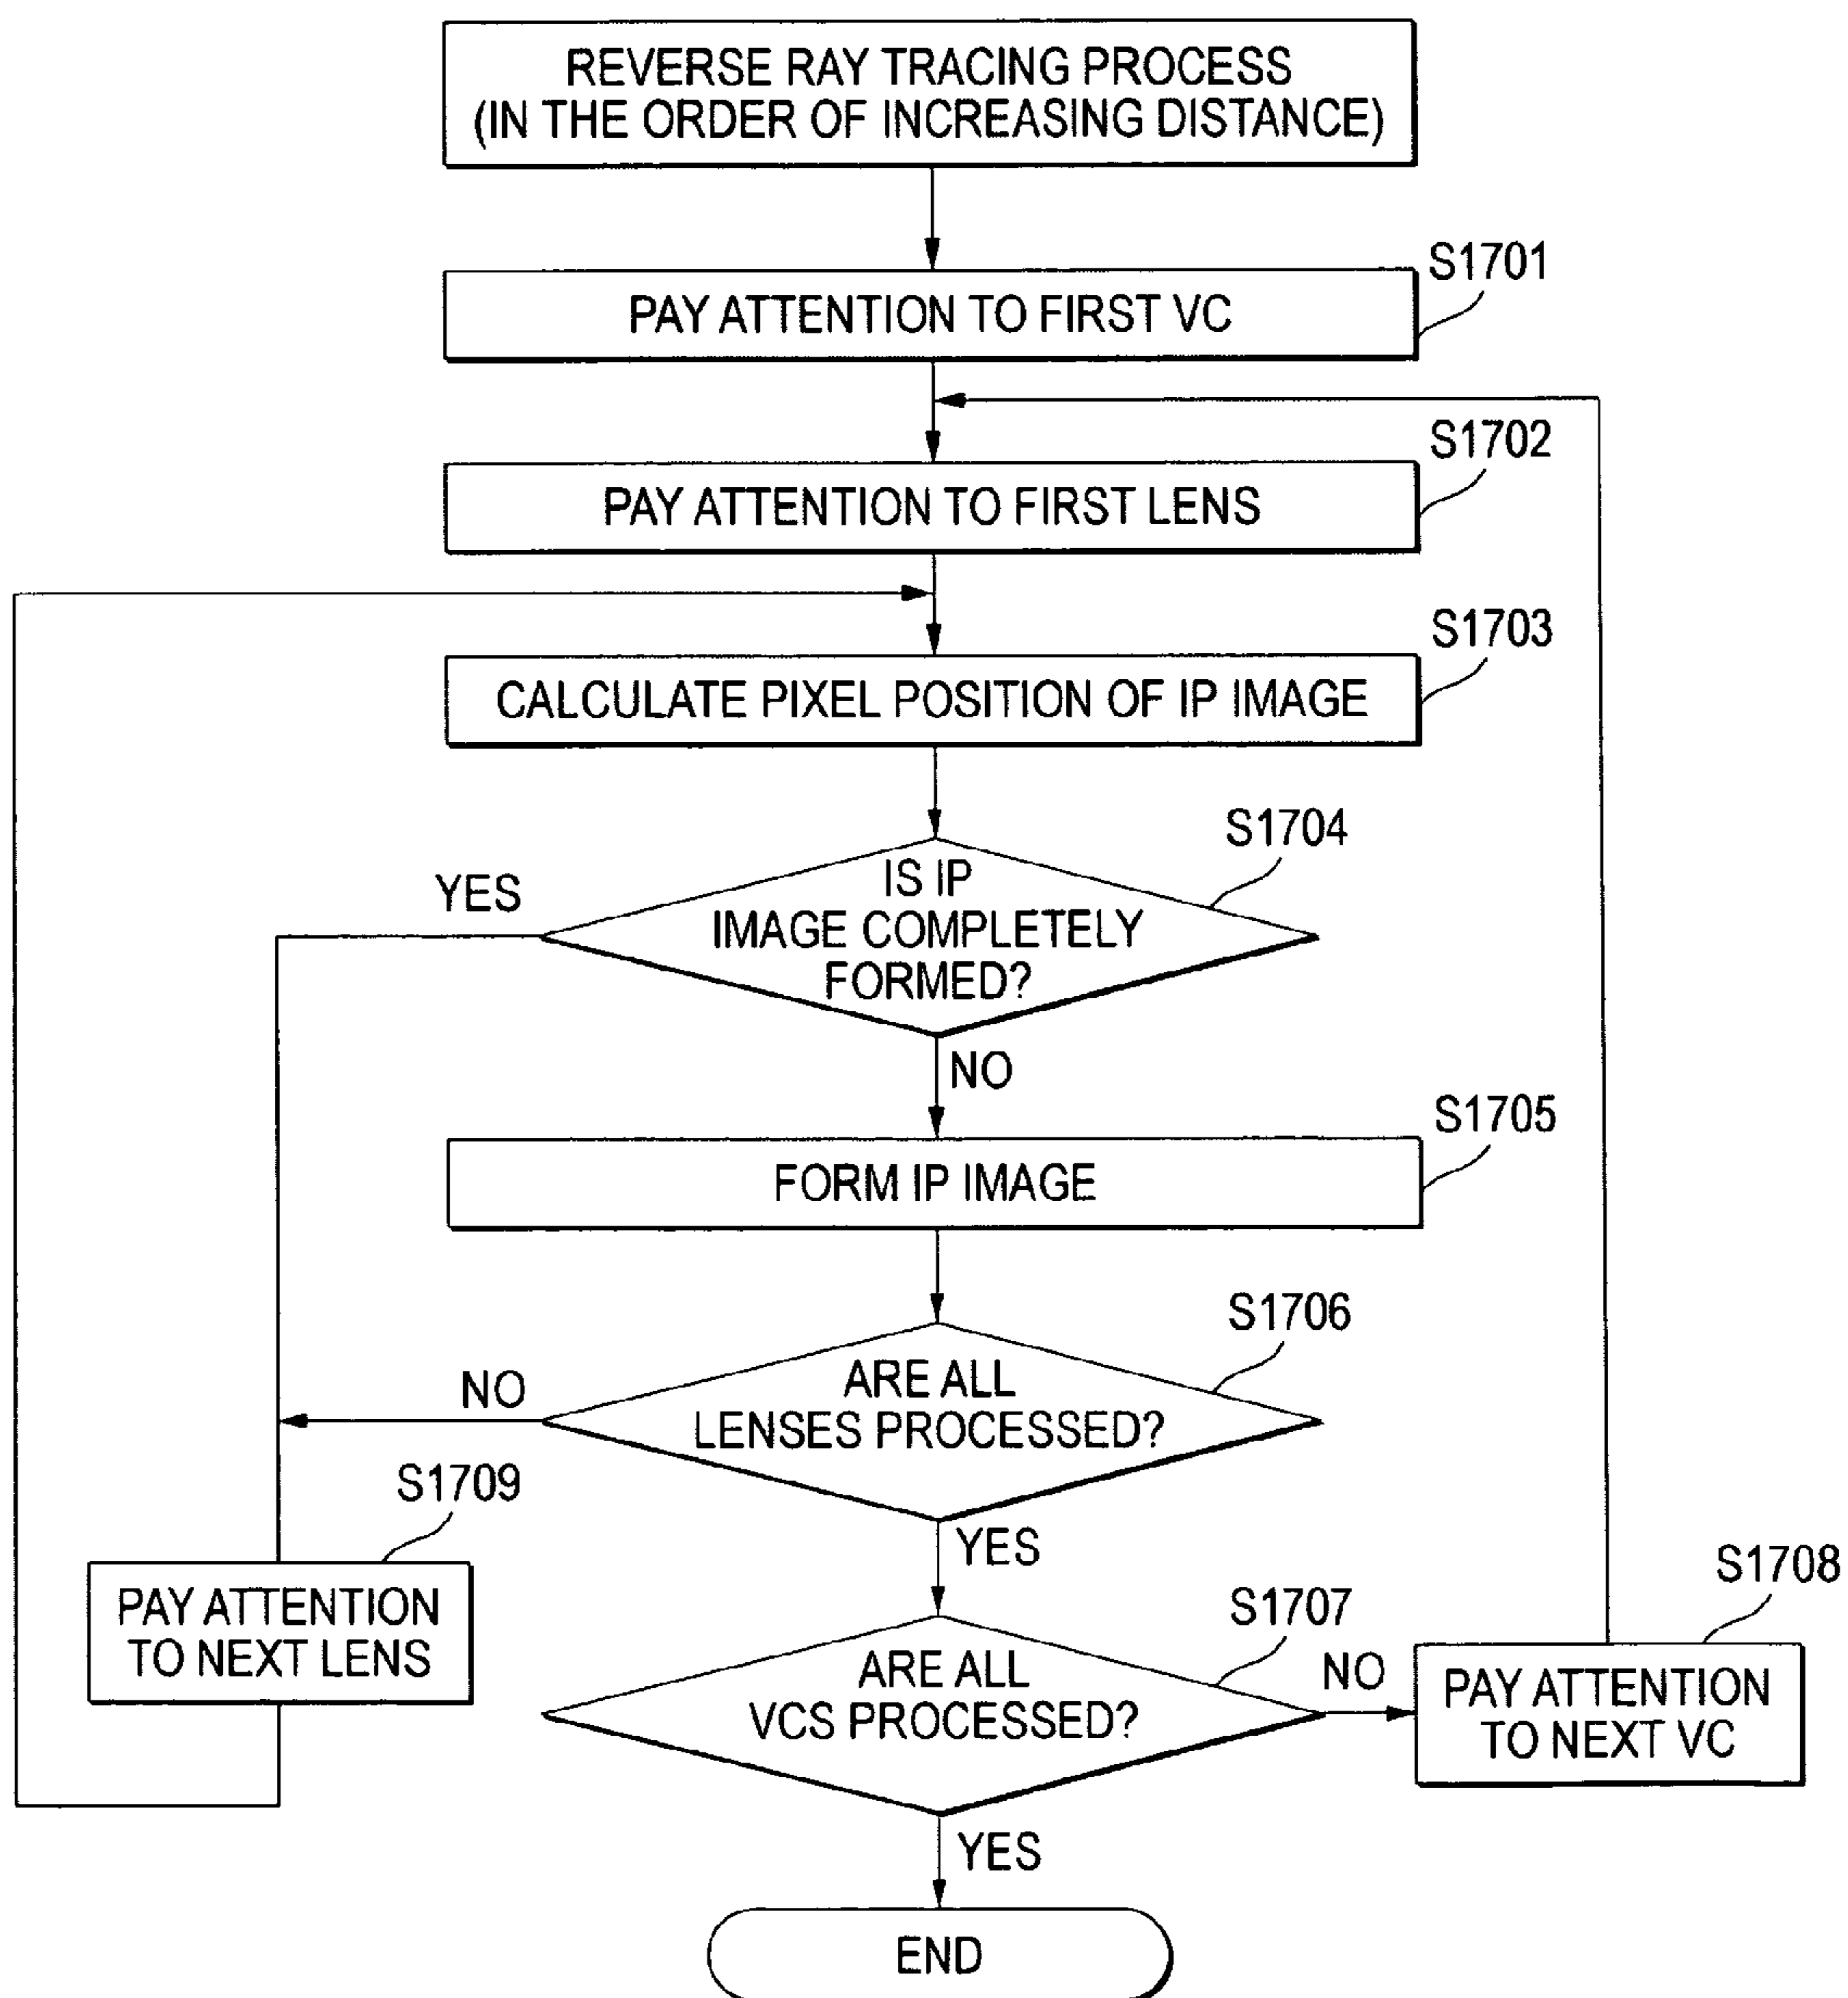 REVERSE RAY TRACING PROCESS
(IN THE ORDER OF INCREASING DISTANCE)
S1701
PAY ATTENTION TO FIRST VC
S1702
PAY ATTENTION TO FIRST LENS
S1703
CALCULATE PIXEL POSITION OF IP IMAGE
S1704
YES
IS IP
IMAGE COMPLETELY
FORMED?
NO
S1705
FORM IP IMAGE
S1706
NO
ARE ALL
LENSES PROCESSED?
S1709
YES
PAY ATTENTION
TO NEXT LENS
S1707
S1708
ARE ALL
VCS PROCESSED?
NO
PAY ATTENTION
TO NEXT VC
YES
END